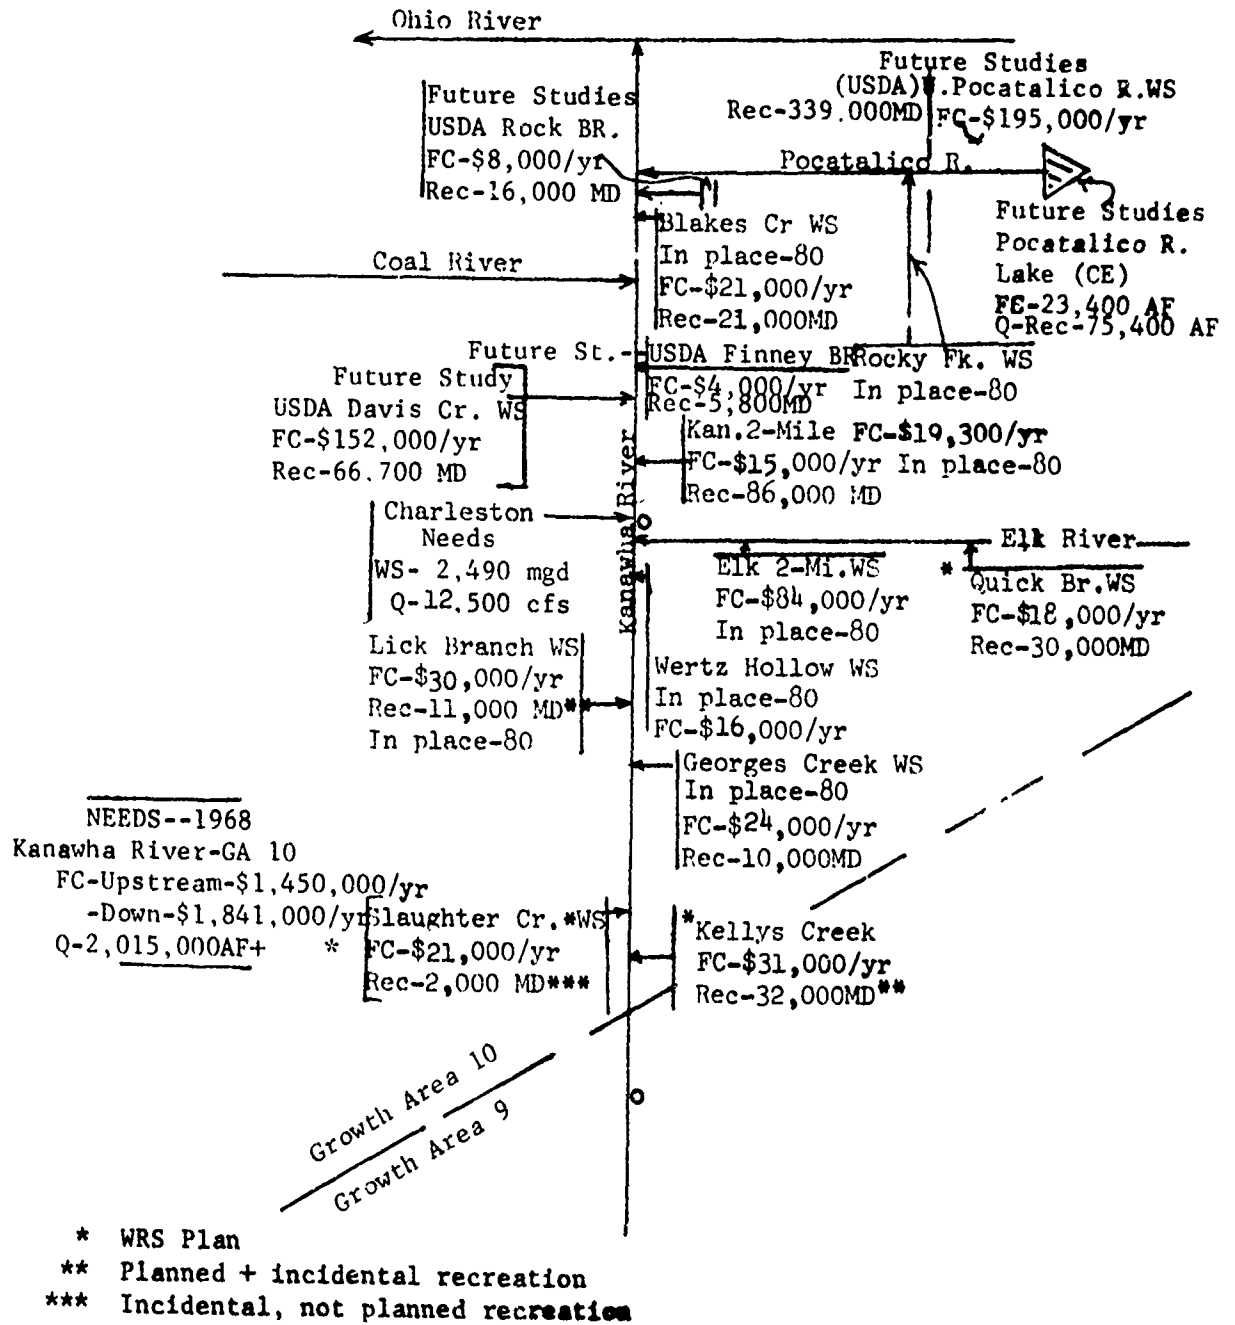 Ohio River
Future Studies
(USDA) .Pocatalico R.WS
Rec-339.000MD FC-$195,000/yr
Future Studies
USDA Rock BR.
FC-$8,000/yr
Rec-16,000 MD
Pocatalico R.
Future Studies
Pocatalico R.
Lake (CE)
FC-23,400 AF
Q-Rec-75,400 AF
Blakes Cr WS
In place-80
FC-$21,000/yr
Rec-21,000MD
Coal River
Future St.--USDA Finney BR
FC-$4,000/yr
Rec-5,800MD
Rocky Fk. WS
In place-80
FC-$19,300/yr
In place-80
Future Study
USDA Davis Cr. WS
FC-$152,000/yr
Rec-66.700 MD
Kan.2-Mile
FC-$15,000/yr
Rec-86,000 MD
Kanawha River
Charleston
Needs
WS- 2,490 mgd
Q-12,500 cfs
Elk River
Elk 2-Mi.WS
FC-$84,000/yr
In place-80
* Quick Br.WS
FC-$18,000/yr
Rec-30,000MD
Lick Branch WS
FC-$30,000/yr
Rec-11,000 MD*
In place-80
Wertz Hollow WS
In place-80
FC-$16,000/yr
Georges Creek WS
In place-80
FC-$24,000/yr
Rec-10,000MD
NEEDS--1968
Kanawha River-GA 10
FC-Upstream-$1,450,000/yr
-Down-$1,841,000/yr
Q-2,015,000AF+
Slaughter Cr.*WS
* FC-$21,000/yr
Rec-2,000 MD***
*Kellys Creek
FC-$31,000/yr
Rec-32,000MD**
Growth Area 10
Growth Area 9
* WRS Plan
** Planned + incidental recreation
*** Incidental, not planned recreation